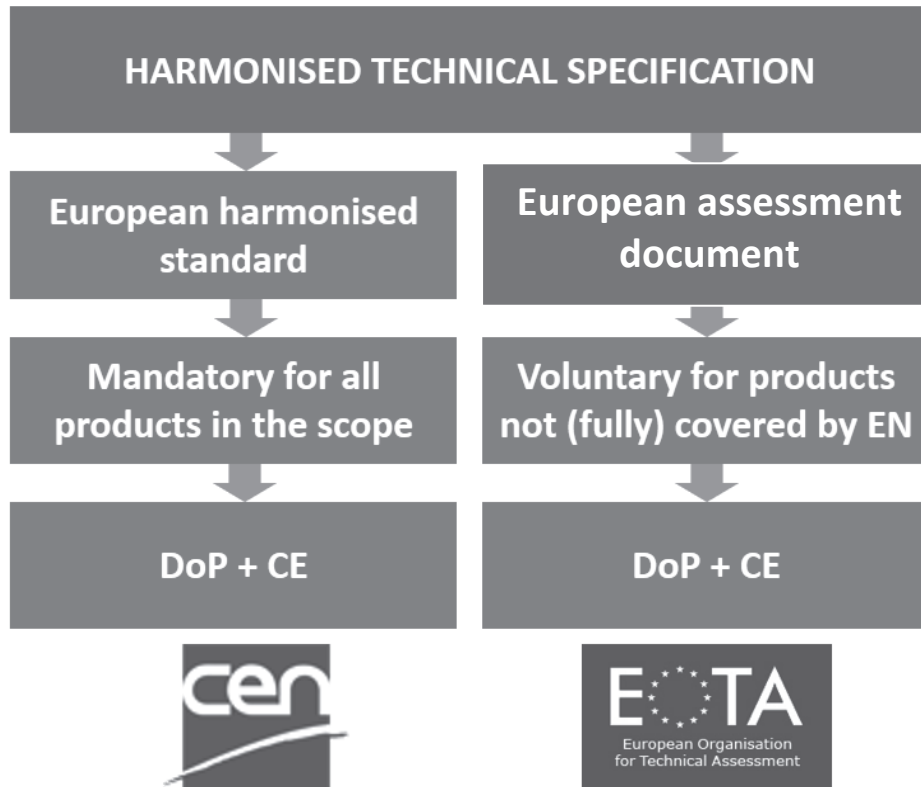 HARMONISED TECHNICAL SPECIFICATION
European harmonised
standard
European assessment
document
Mandatory for all
products in the scope
Voluntary for products
not (fully) covered by EN
DoP + CE
DoP + CE
cen
EOTA
European Organisation
for Technical Assessment